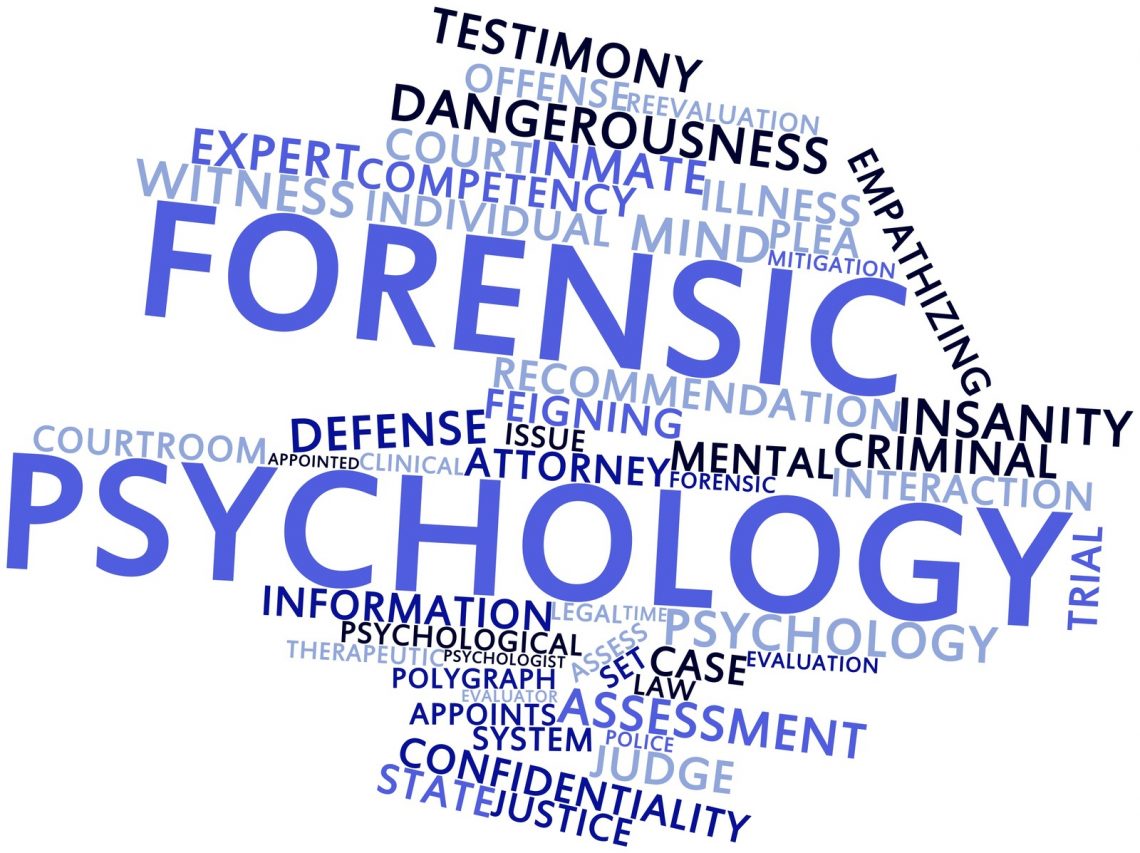 TESTIMONY
OFFENSE
REEVALUATION
DANGEROUSNESS
EXPERT
COURT
INMATE
EMPATHIZING
WITNESS
COMPETENCY
ILLNESS
INDIVIDUAL
MIND
PLEA
MITIGATION
FORENSIC
RECOMMENDATION
FEIGNING
INSANITY
DEFENSE
ISSUE
COURTROOM
APPOINTED
CLINICAL
ATTORNEY
MENTAL
CRIMINAL
FORENSIC
INTERACTION
PSYCHOLOGY
TRIAL
INFORMATION
LEGAL
TIME
PSYCHOLOGY
PSYCHOLOGICAL
ASSESS
THERAPEUTIC
PSYCHOLOGIST
SET
CASE
EVALUATION
POLYGRAPH
LAW
EVALUATOR
APPOINTS
ASSESSMENT
SYSTEM
POLICE
JUDGE
CONFIDENTIALITY
STATE
JUSTICE